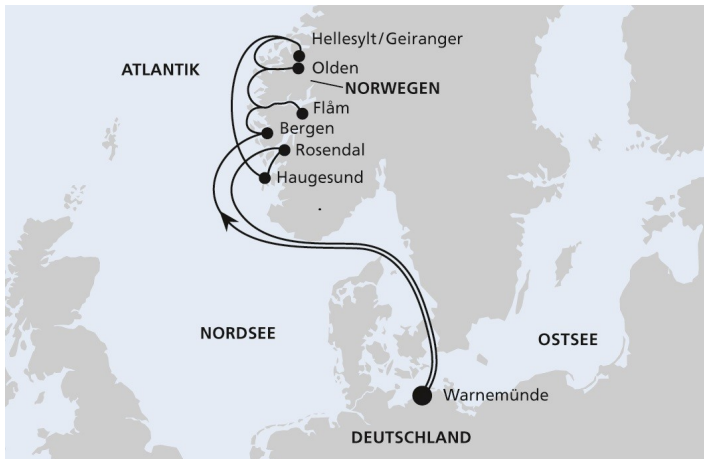 Hellesylt/Geiranger
ATLANTIK
Olden
NORWEGEN
Flåm
Bergen
Rosendal
Haugesund
NORDSEE
OSTSEE
Warnemünde
DEUTSCHLAND